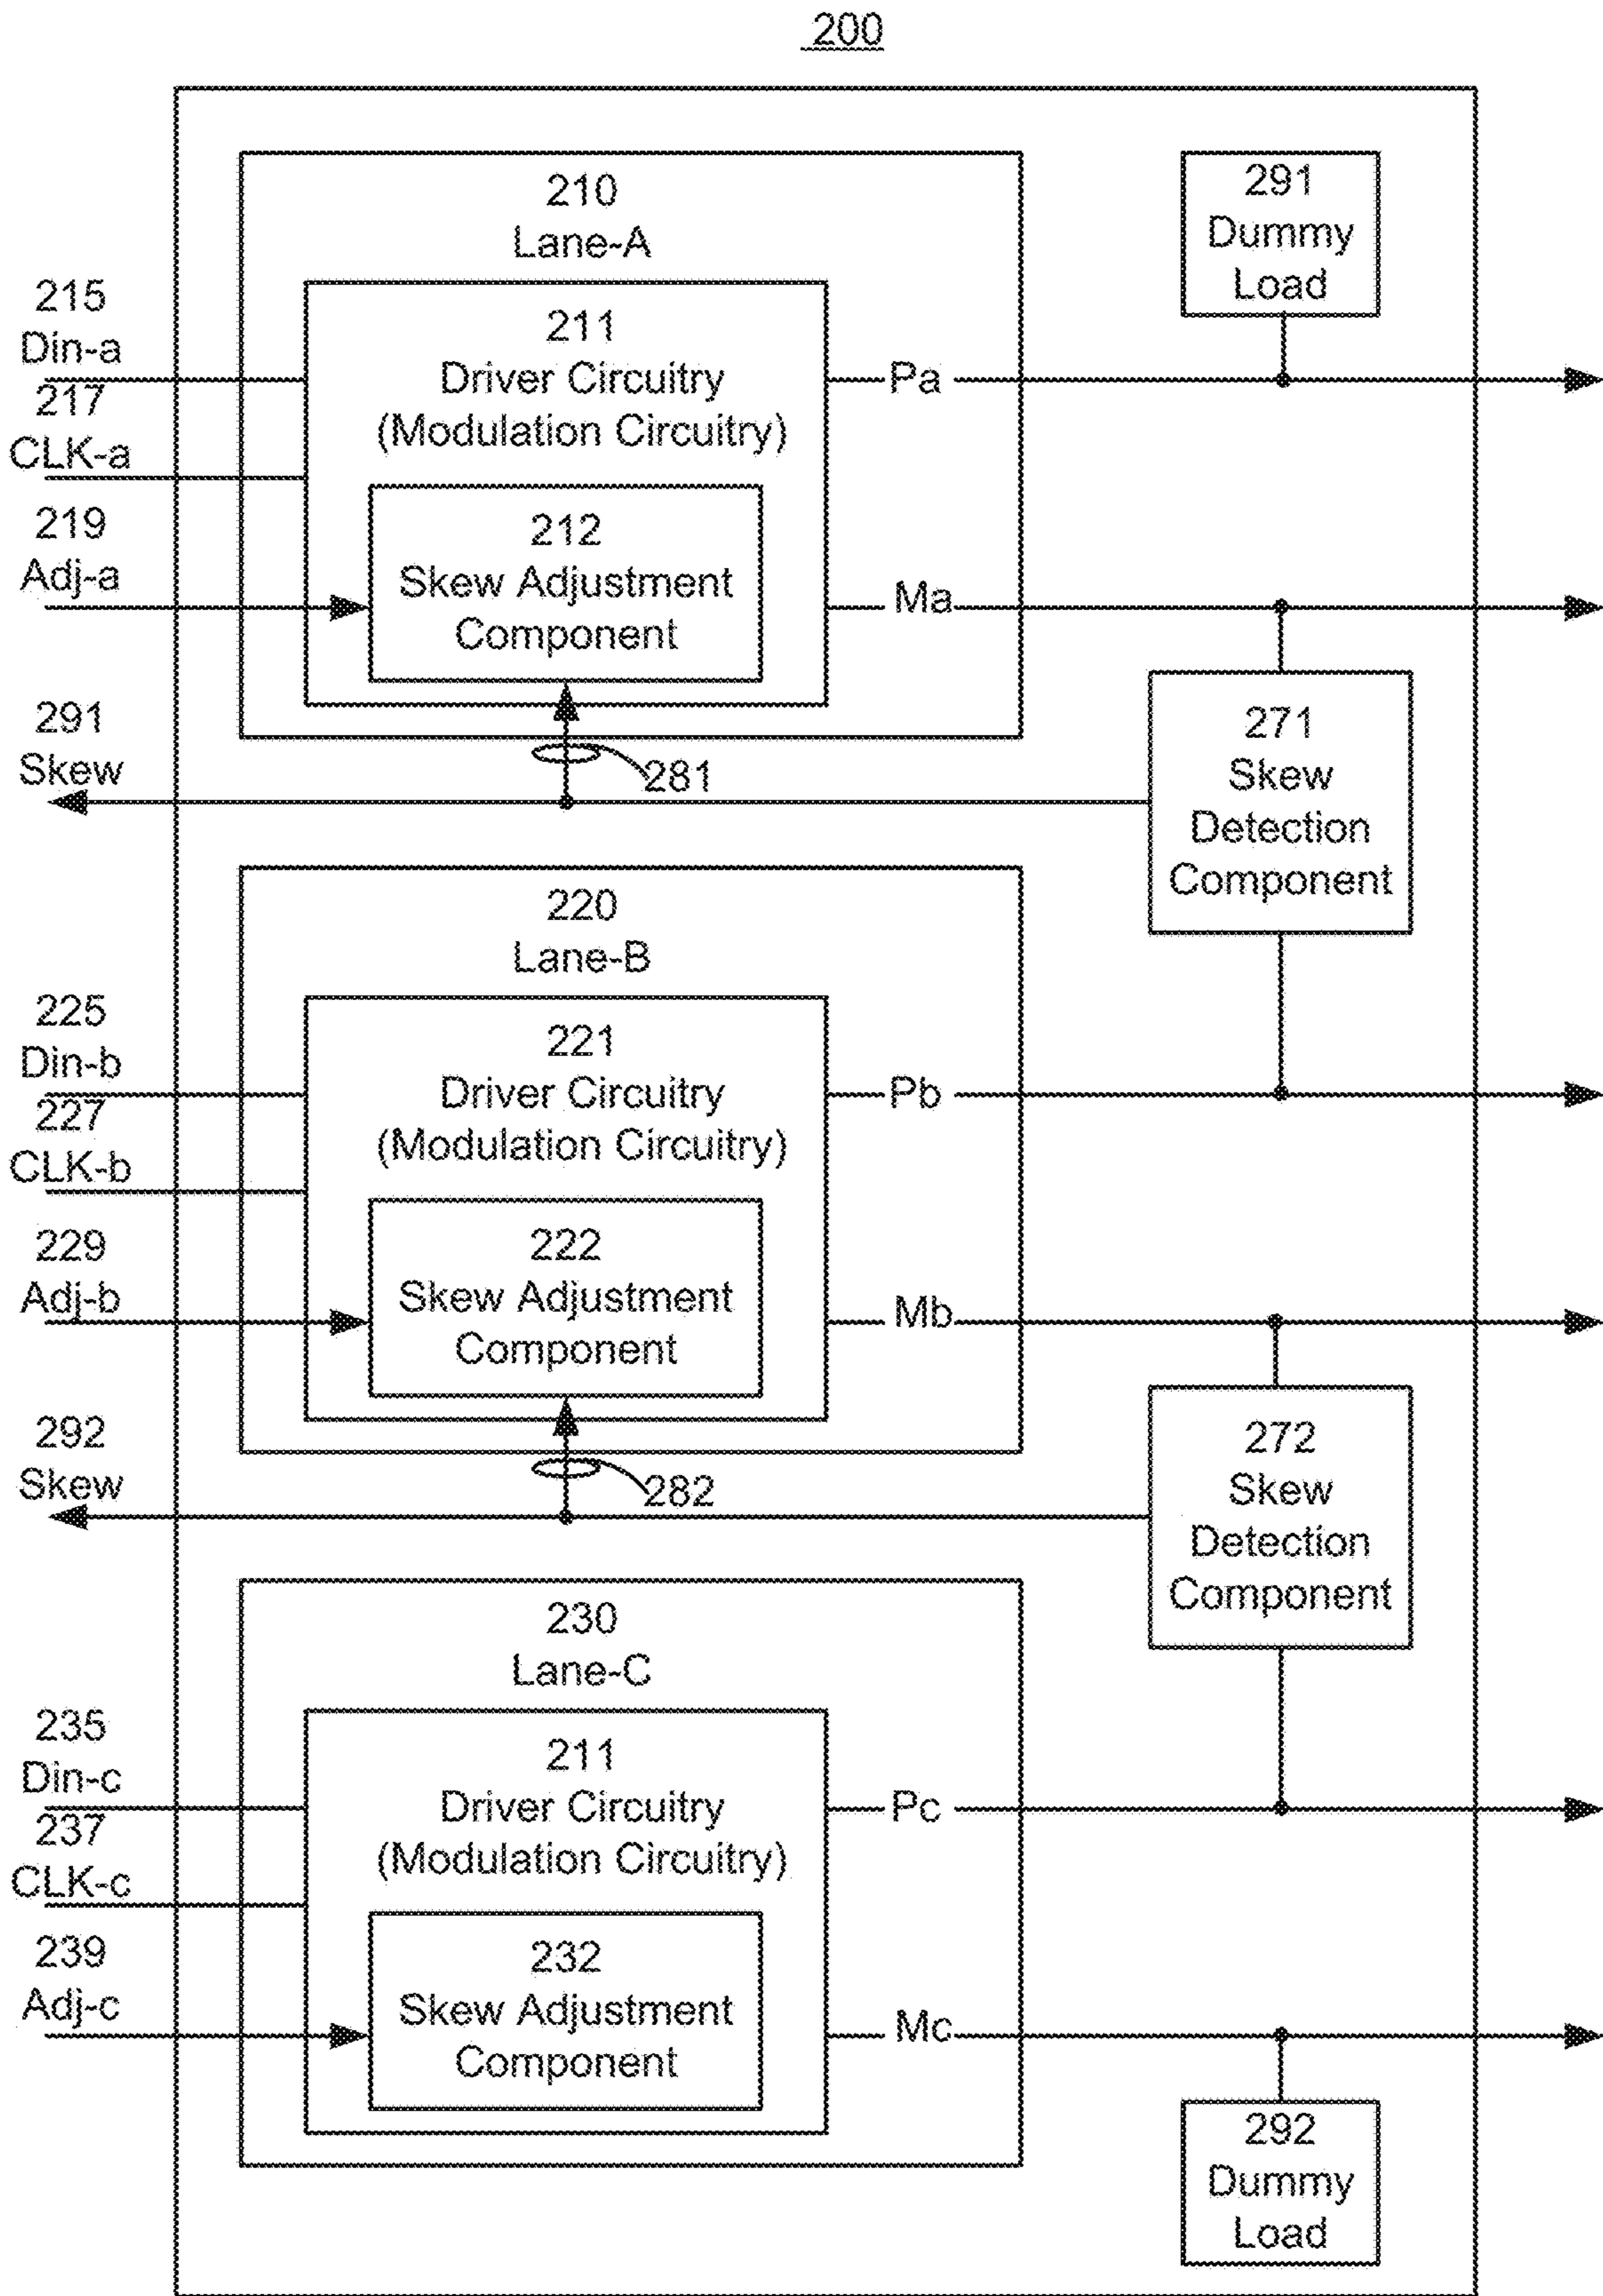 200
210
Lane-A
291
Dummy
Load
215
Din-a
217
CLK-a
219
Adj-a
211
Driver Circuitry
(Modulation Circuitry)
212
Skew Adjustment
Component
Pa
Ma
291
Skew
281
271
Skew
Detection
Component
220
Lane-B
225
Din-b
227
CLK-b
229
Adj-b
221
Driver Circuitry
(Modulation Circuitry)
222
Skew Adjustment
Component
Pb
Mb
292
Skew
282
272
Skew
Detection
Component
230
Lane-C
235
Din-c
237
CLK-c
239
Adj-c
211
Driver Circuitry
(Modulation Circuitry)
232
Skew Adjustment
Component
Pc
Mc
292
Dummy
Load